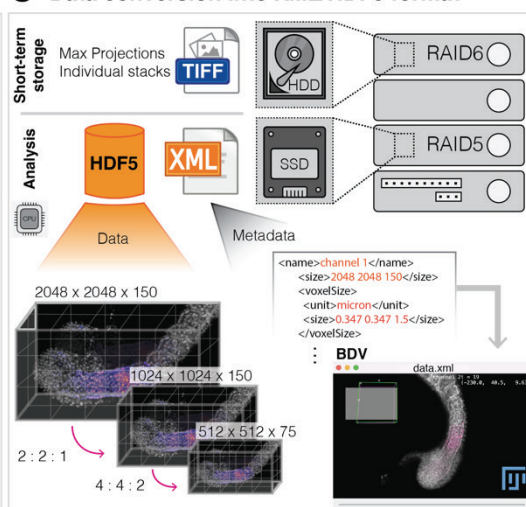 Short-term
storage
Max Projections
Individual stacks
TIFF
HDD
RAID6
Analysis
HDF5
XML
SSD
RAID5
CPU
Data
Metadata
<name>channel 1</name>
<size>2048 2048 150</size>
<voxelSize>
<unit>micron</unit>
<size>0.347 0.347 1.5</size>
</voxelSize>
2048 x 2048 x 150
1024 x 1024 x 150
512 x 512 x 75
2 : 2 : 1
4 : 4 : 2
BDV
data.xml